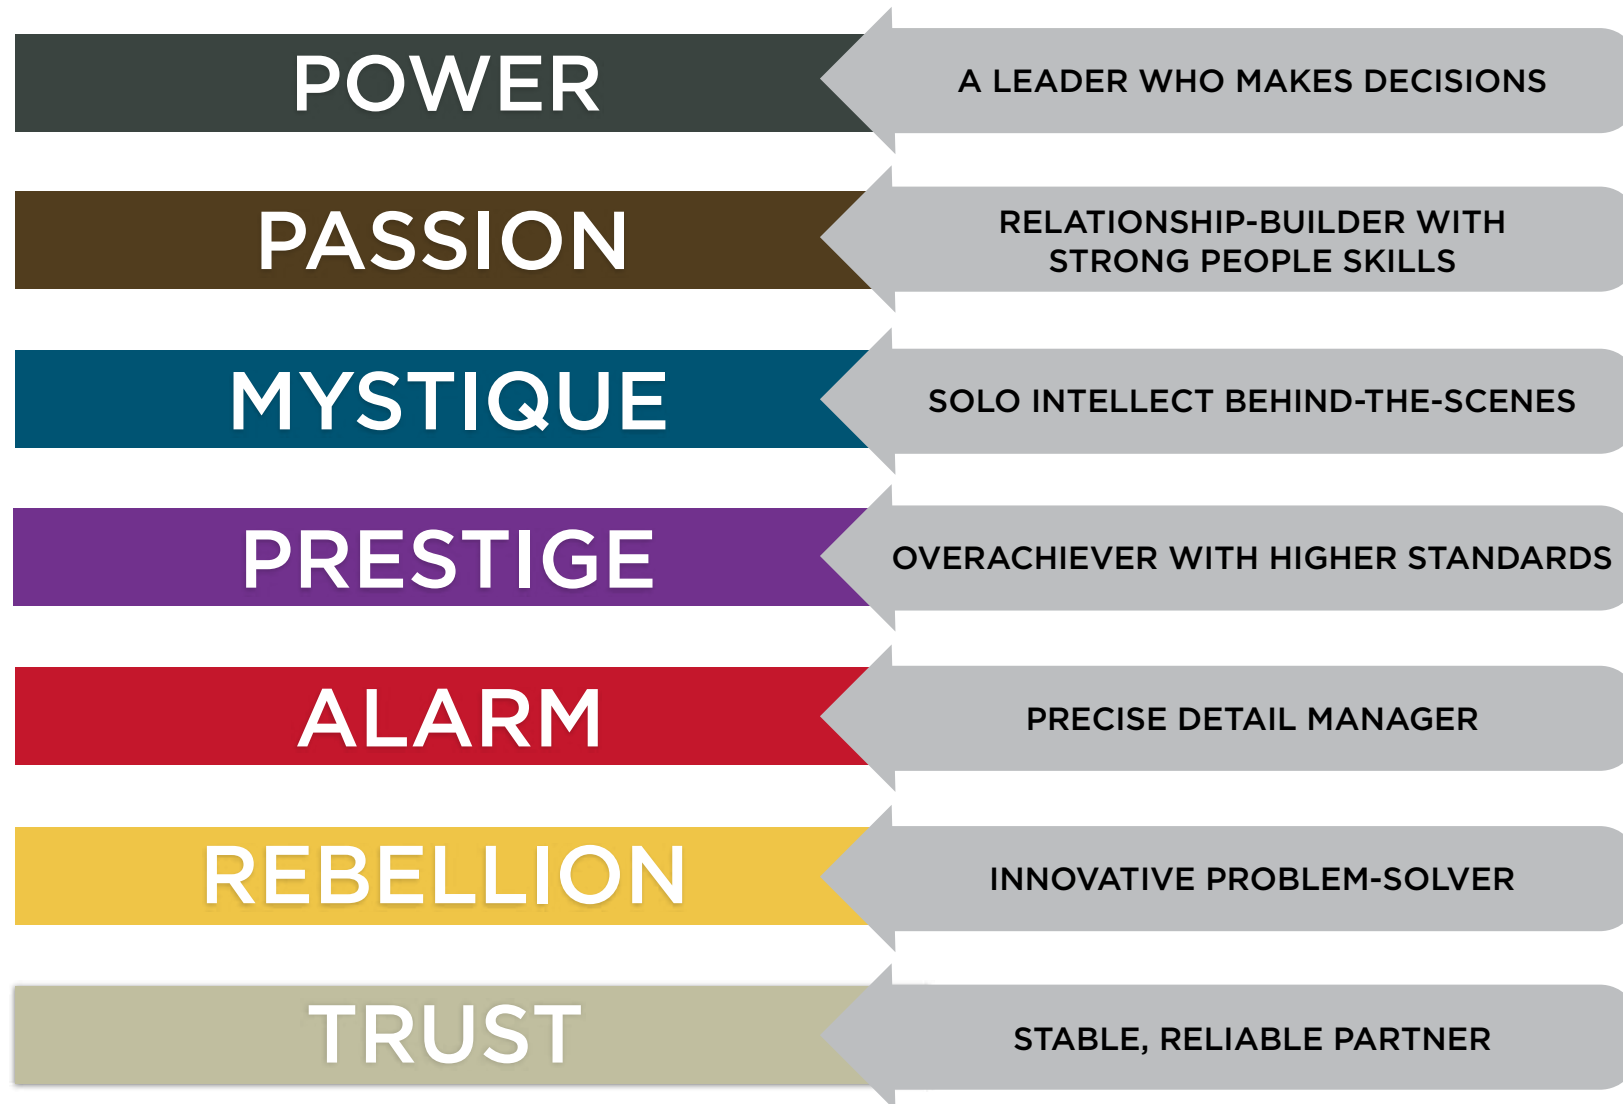 POWER
A LEADER WHO MAKES DECISIONS
PASSION
RELATIONSHIP-BUILDER WITH
STRONG PEOPLE SKILLS
MYSTIQUE
SOLO INTELLECT BEHIND-THE-SCENES
PRESTIGE
OVERACHIEVER WITH HIGHER STANDARDS
ALARM
PRECISE DETAIL MANAGER
REBELLION
INNOVATIVE PROBLEM-SOLVER
TRUST
STABLE, RELIABLE PARTNER